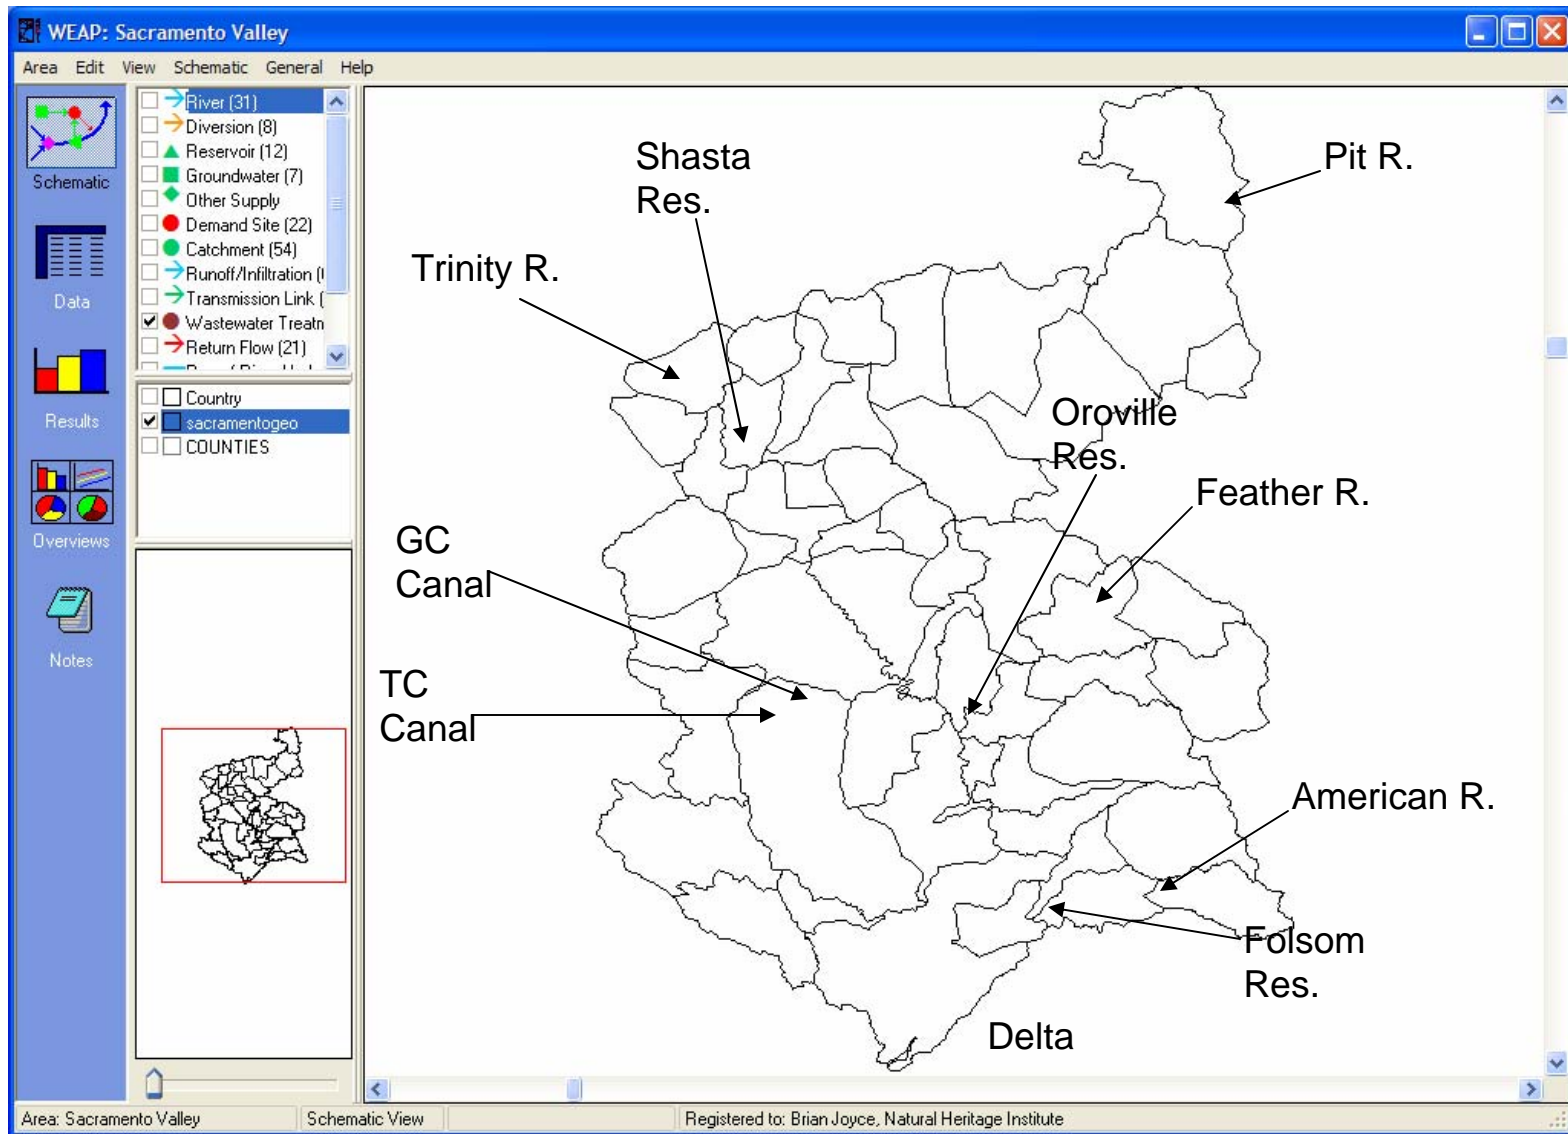 WEAP: Sacramento Valley
Area Edit View Schematic General Help
Schematic
Data
Results
Overviews
Notes
River (31)
Diversion (8)
Reservoir (12)
Groundwater (7)
Other Supply
Demand Site (22)
Catchment (54)
Runoff/Infiltration (
Transmission Link (
Wastewater Treatn
Return Flow (21)
Country
sacramentogeo
COUNTIES
Shasta
Res.
Pit R.
Trinity R.
Oroville
Res.
Feather R.
GC
Canal
TC
Canal
American R.
Folsom
Res.
Delta
Area: Sacramento Valley
Schematic View
Registered to: Brian Joyce, Natural Heritage Institute